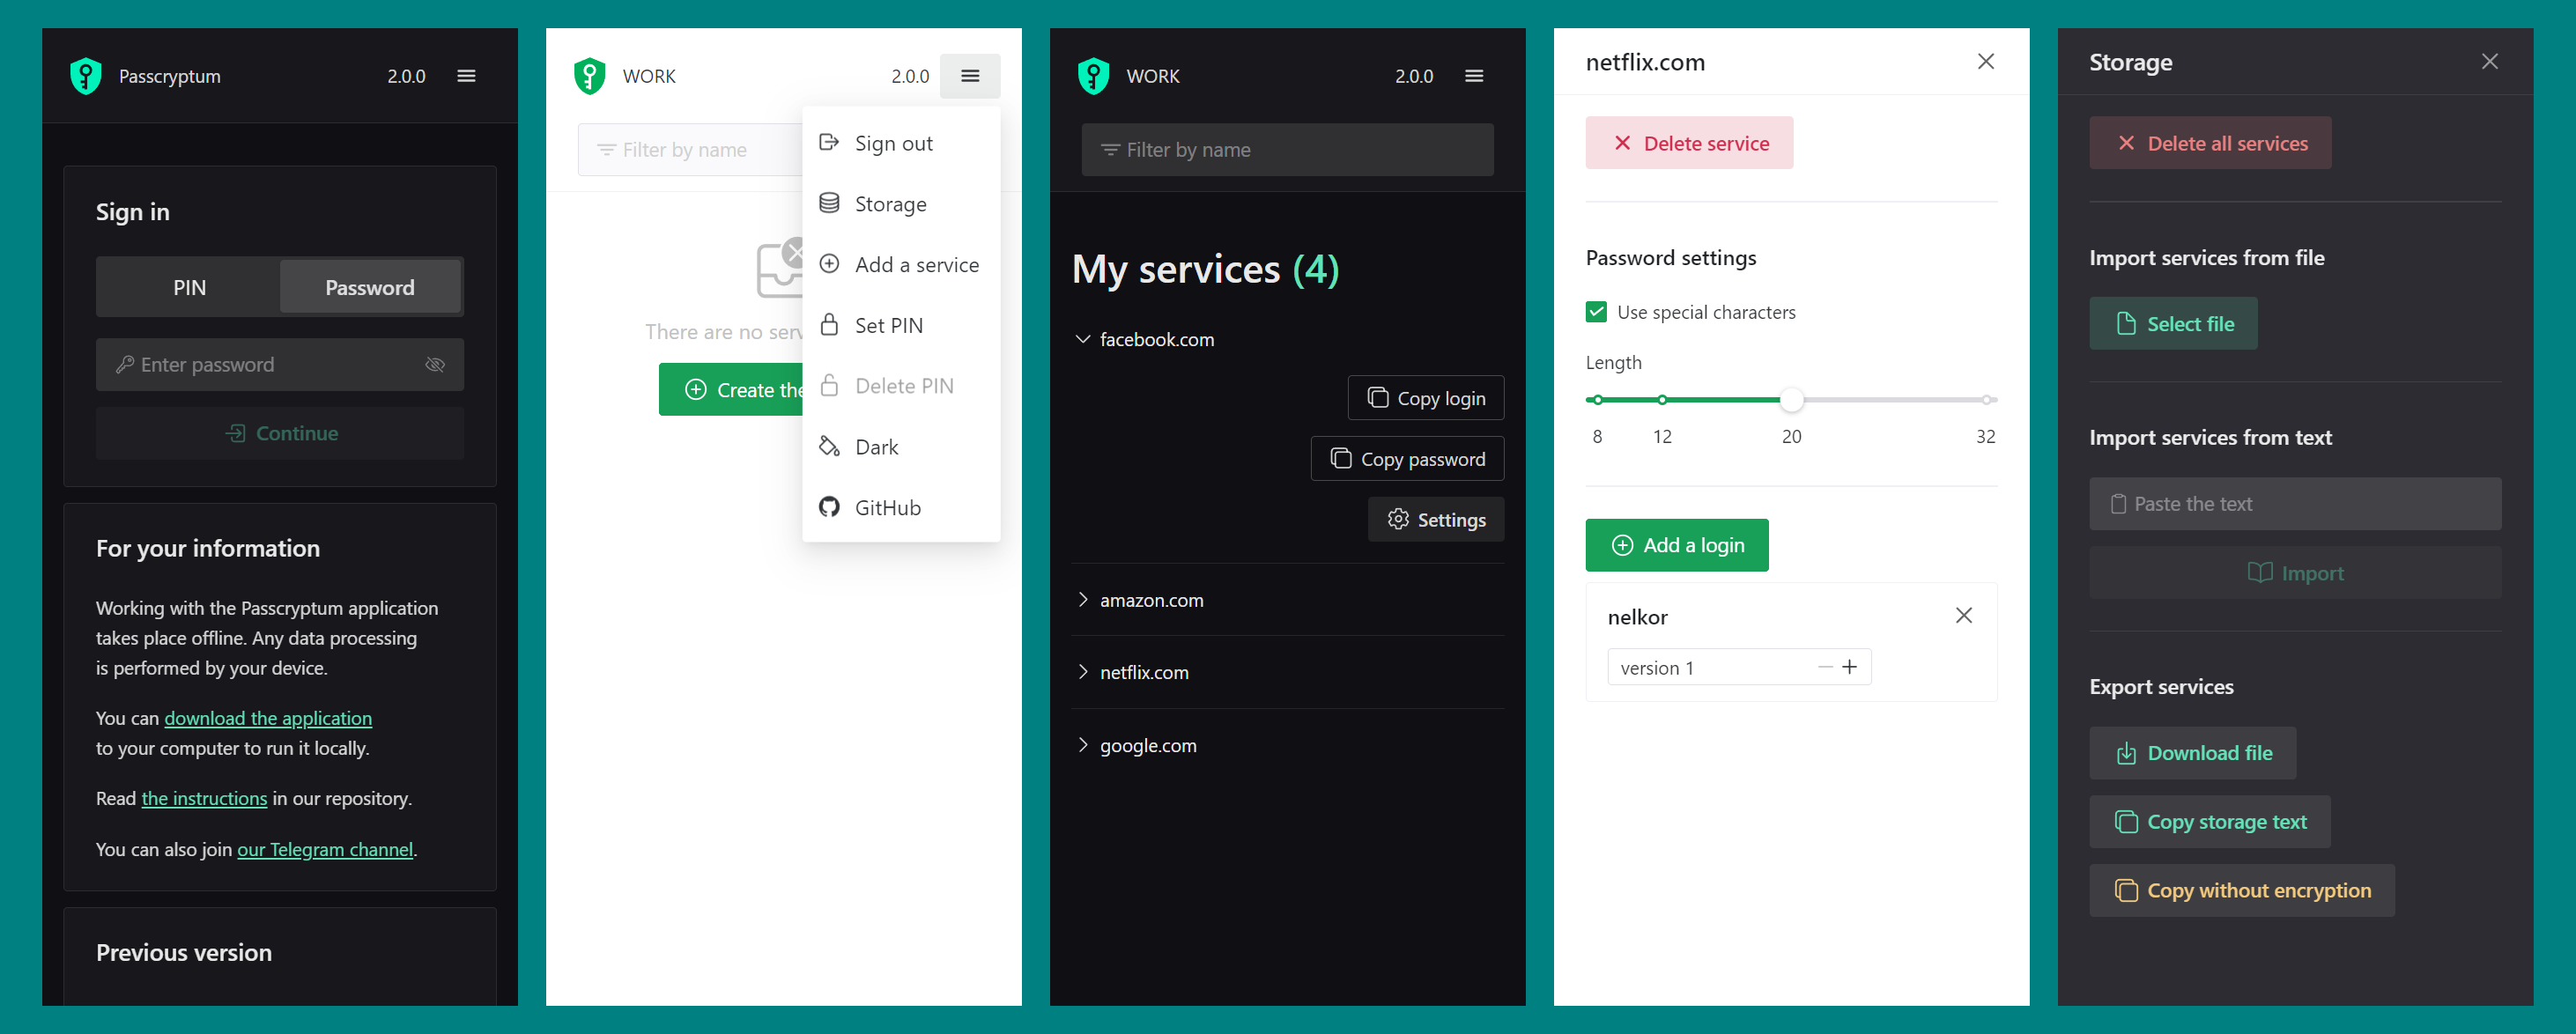 Passcryptum
2.0.0
Sign in
PIN
Password
Enter password
Continue
For your information
Working with the Passcryptum application
takes place offline. Any data processing
is performed by your device.
You can download the application
to your computer to run it locally.
Read the instructions in our repository.
You can also join our Telegram channel.
Previous version
WORK
2.0.0
Filter by name
Sign out
Storage
Add a service
Set PIN
Delete PIN
Dark
GitHub
There are no
Create
WORK
2.0.0
Filter by name
My services (4)
facebook.com
Copy login
Copy password
Settings
amazon.com
netflix.com
google.com
netflix.com
Delete service
Password settings
Use special characters
Length
8 12 20 32
Add a login
nelkor
version 1
Storage
Delete all services
Import services from file
Select file
Import services from text
Paste the text
Import
Export services
Download file
Copy storage text
Copy without encryption